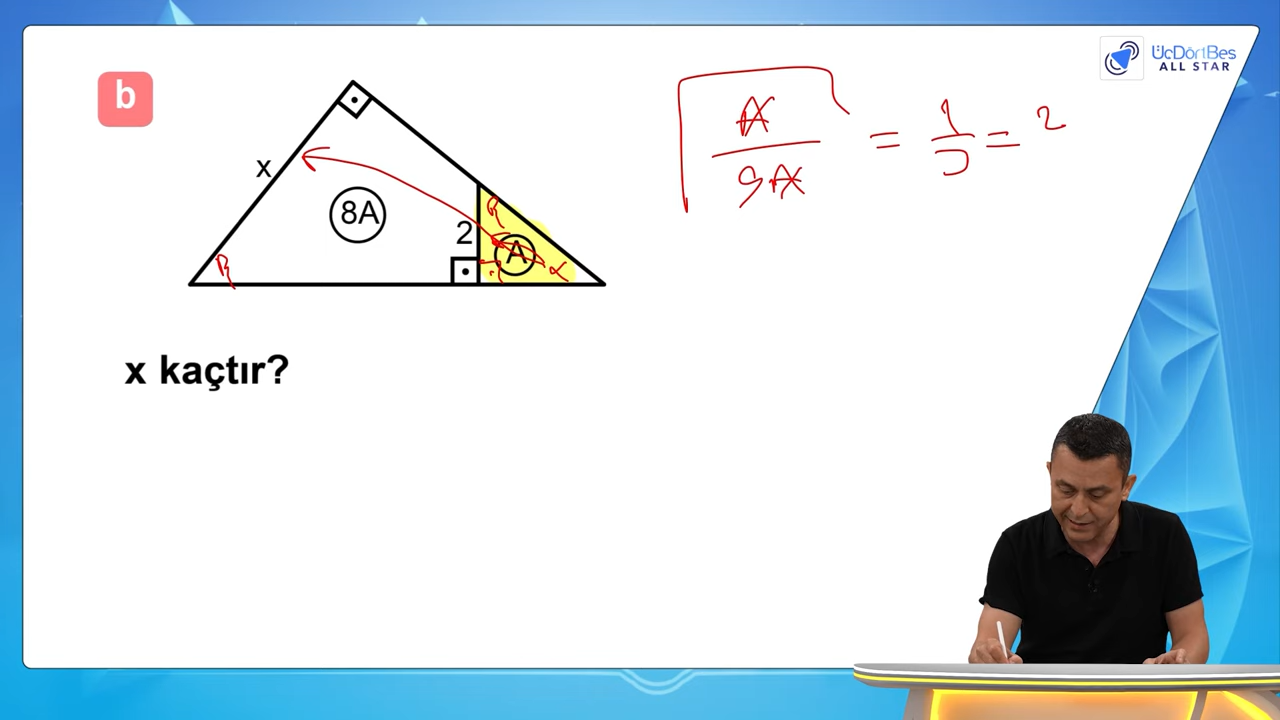 b
ÜçDörtBeş
ALL STAR
x
8A
2
A
α
A
9A
= 1/3 = 2
x kaçtır?